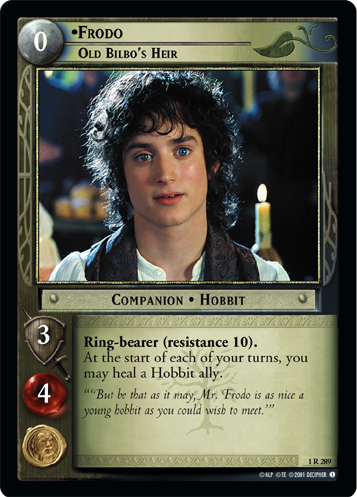 0
•Frodo
Old Bilbo's Heir
Companion • Hobbit
3
4
Ring-bearer (resistance 10).
At the start of each of your turns, you
may heal a Hobbit ally.
“‘But be that as it may, Mr. Frodo is as nice a
young hobbit as you could wish to meet.’”
1 R 289
©NLP ™TE ©2001 DECIPHER 1